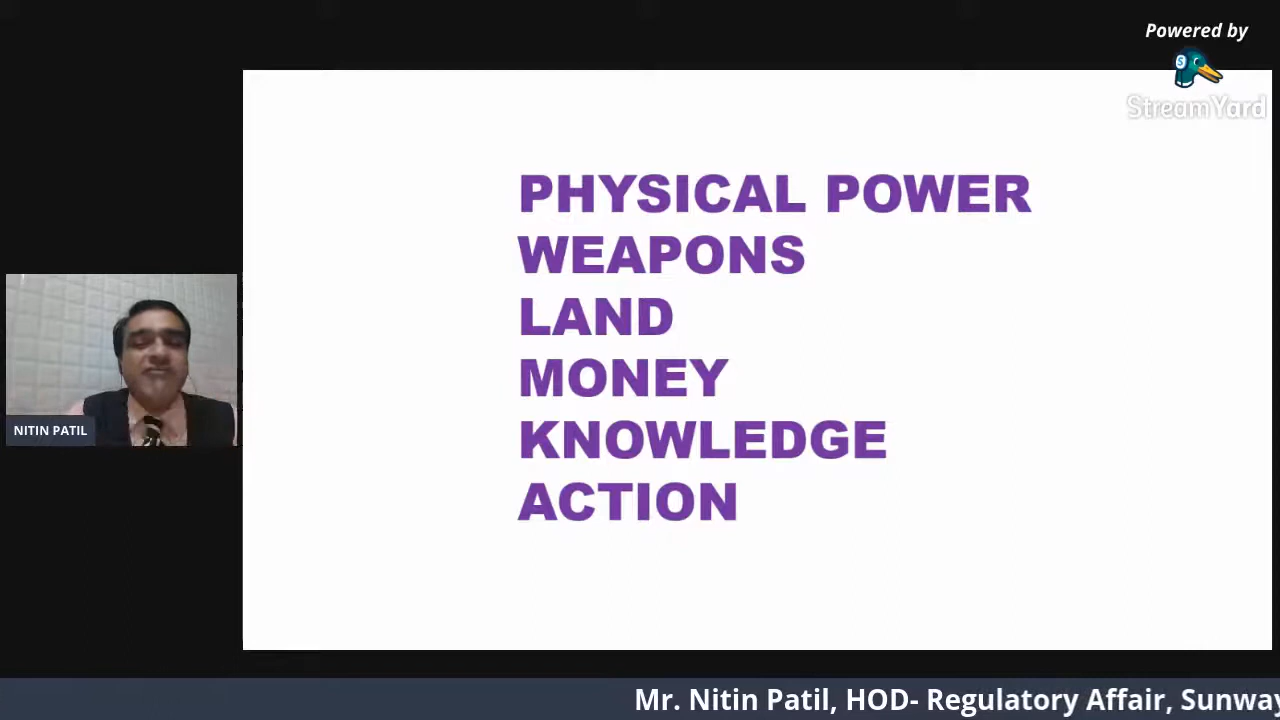 Powered by
StreamYard
PHYSICAL POWER
WEAPONS
LAND
MONEY
KNOWLEDGE
ACTION
NITIN PATIL
Mr. Nitin Patil, HOD- Regulatory Affair, Sunway